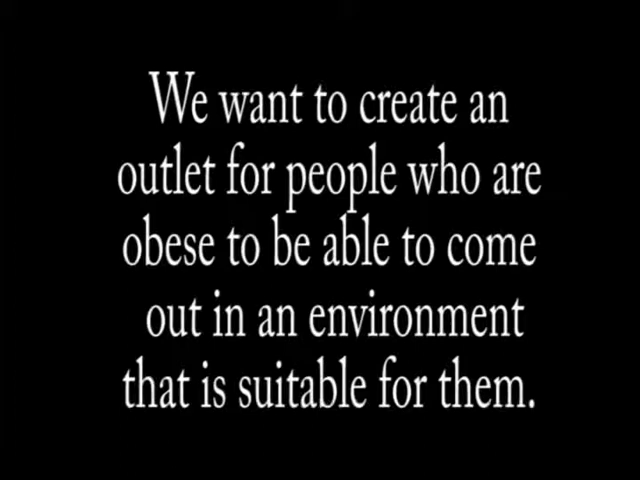 We want to create an
outlet for people who are
obese to be able to come
out in an environment
that is suitable for them.